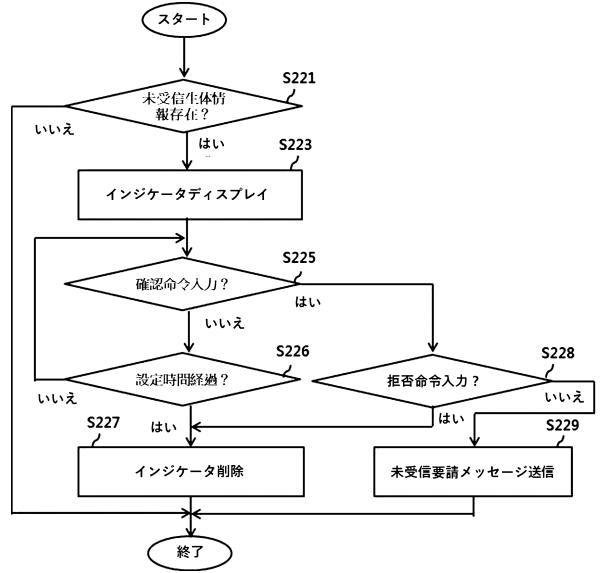 スタート
S221
未受信生体情
報存在？
いいえ
はい
S223
インジケータディスプレイ
S225
確認命令入力？
はい
いいえ
S226
設定時間経過？
いいえ
S228
拒否命令入力？
いいえ
はい
はい
S227
インジケータ削除
S229
未受信要請メッセージ送信
終了